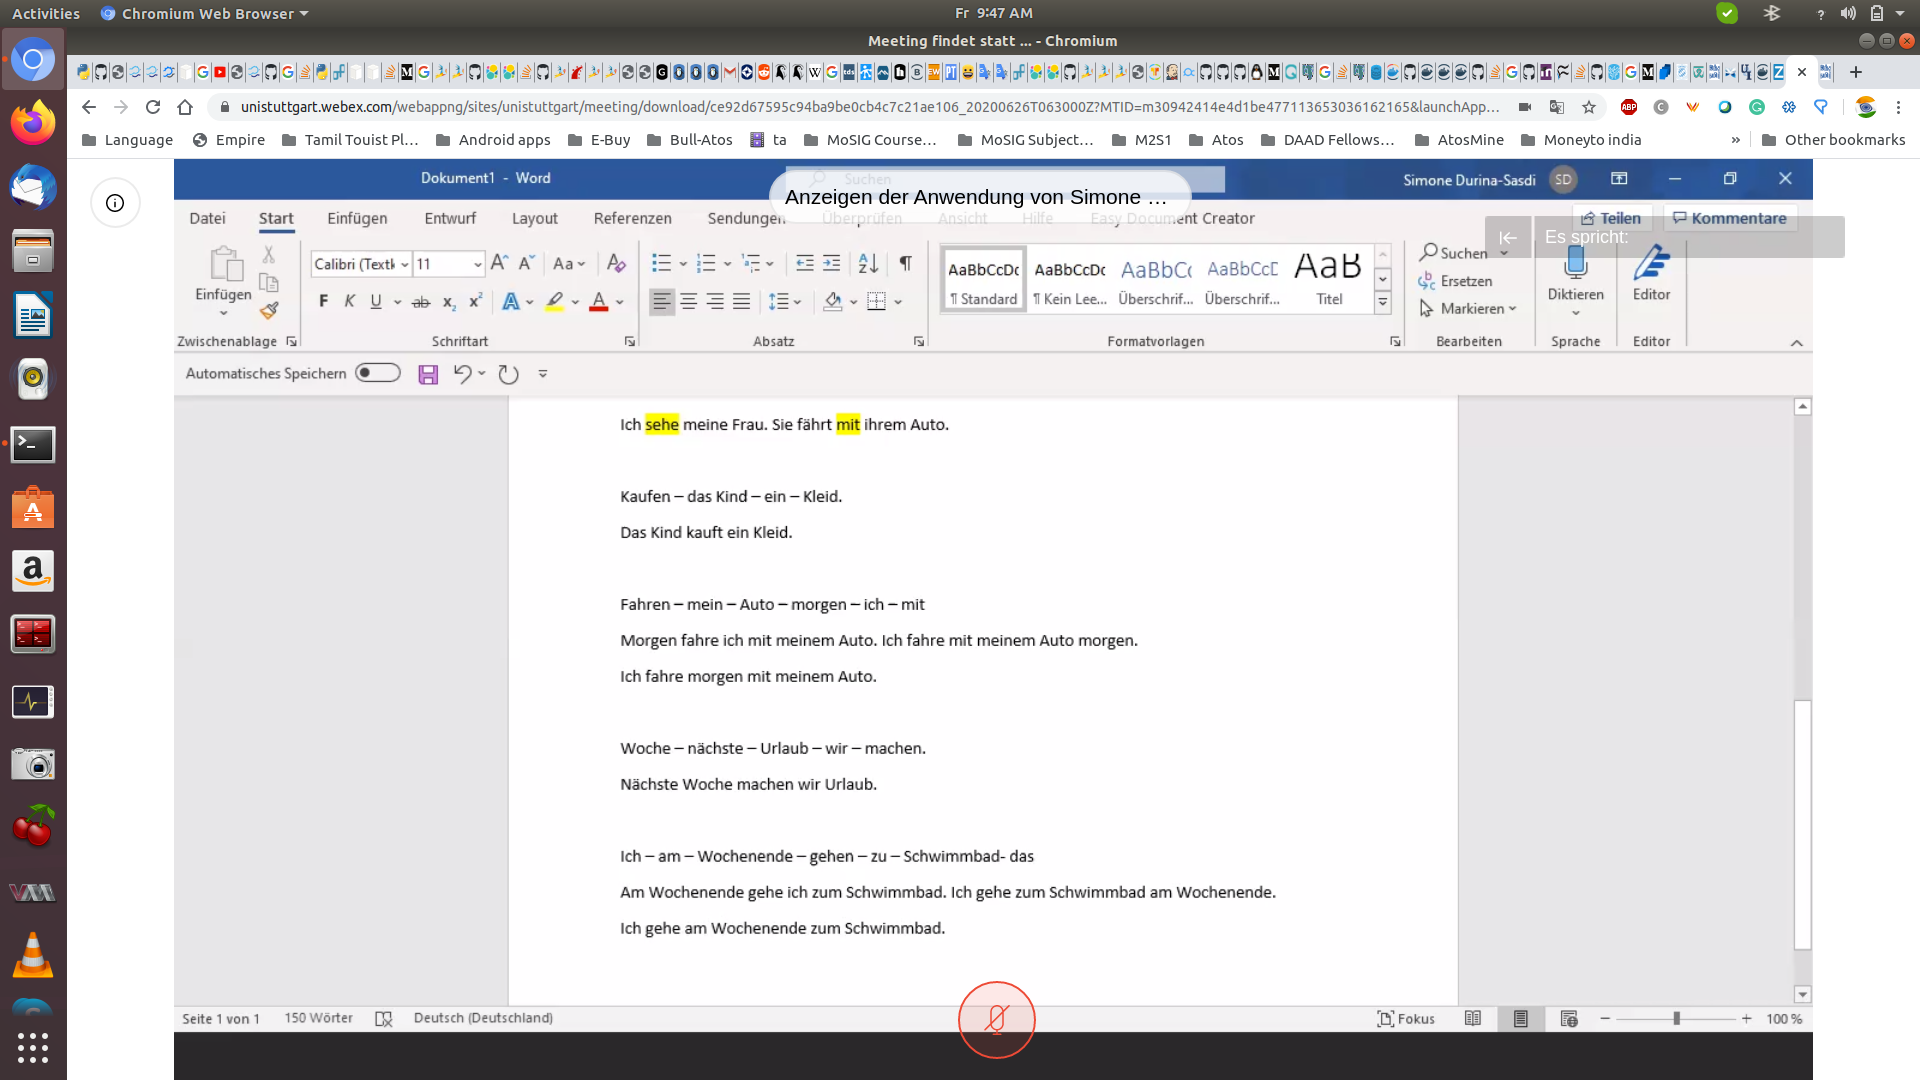 Activities Chromium Web Browser Fr 9:47 AM ?
Meeting findet statt ... - Chromium
unistuttgart.webex.com/webappng/sites/unistuttgart/meeting/download/ce92d67595c94ba9be0cb4c7c21ae106_20200626T063000Z?MTID=m30942414e4d1be477113653036162165&launchApp…
Language Empire Tamil Touist Pl… Android apps E-Buy Bull-Atos ta MoSIG Course… MoSIG Subject… M2S1 Atos DAAD Fellows… AtosMine Moneyto india » Other bookmarks
Dokument1 - Word Suchen Simone Durina-Sasdi SD
Anzeigen der Anwendung von Simone …
Datei Start Einfügen Entwurf Layout Referenzen Sendungen Überprüfen Ansicht Hilfe Easy Document Creator Teilen Kommentare
Es spricht:
Einfügen Calibri (Textk 11 Aa AaBbCcDc AaBbCcDc AaBbCc AaBbCcD AaB Suchen
F K U ab x₂ x² A A ¶ Standard ¶ Kein Lee... Überschrif... Überschrif... Titel Ersetzen Diktieren Editor
Markieren
Zwischenablage Schriftart Absatz Formatvorlagen Bearbeiten Sprache Editor
Automatisches Speichern
Ich sehe meine Frau. Sie fährt mit ihrem Auto.
Kaufen – das Kind – ein – Kleid.
Das Kind kauft ein Kleid.
Fahren – mein – Auto – morgen – ich – mit
Morgen fahre ich mit meinem Auto. Ich fahre mit meinem Auto morgen.
Ich fahre morgen mit meinem Auto.
Woche – nächste – Urlaub – wir – machen.
Nächste Woche machen wir Urlaub.
Ich – am – Wochenende – gehen – zu – Schwimmbad- das
Am Wochenende gehe ich zum Schwimmbad. Ich gehe zum Schwimmbad am Wochenende.
Ich gehe am Wochenende zum Schwimmbad.
Seite 1 von 1 150 Wörter Deutsch (Deutschland) Fokus 100 %